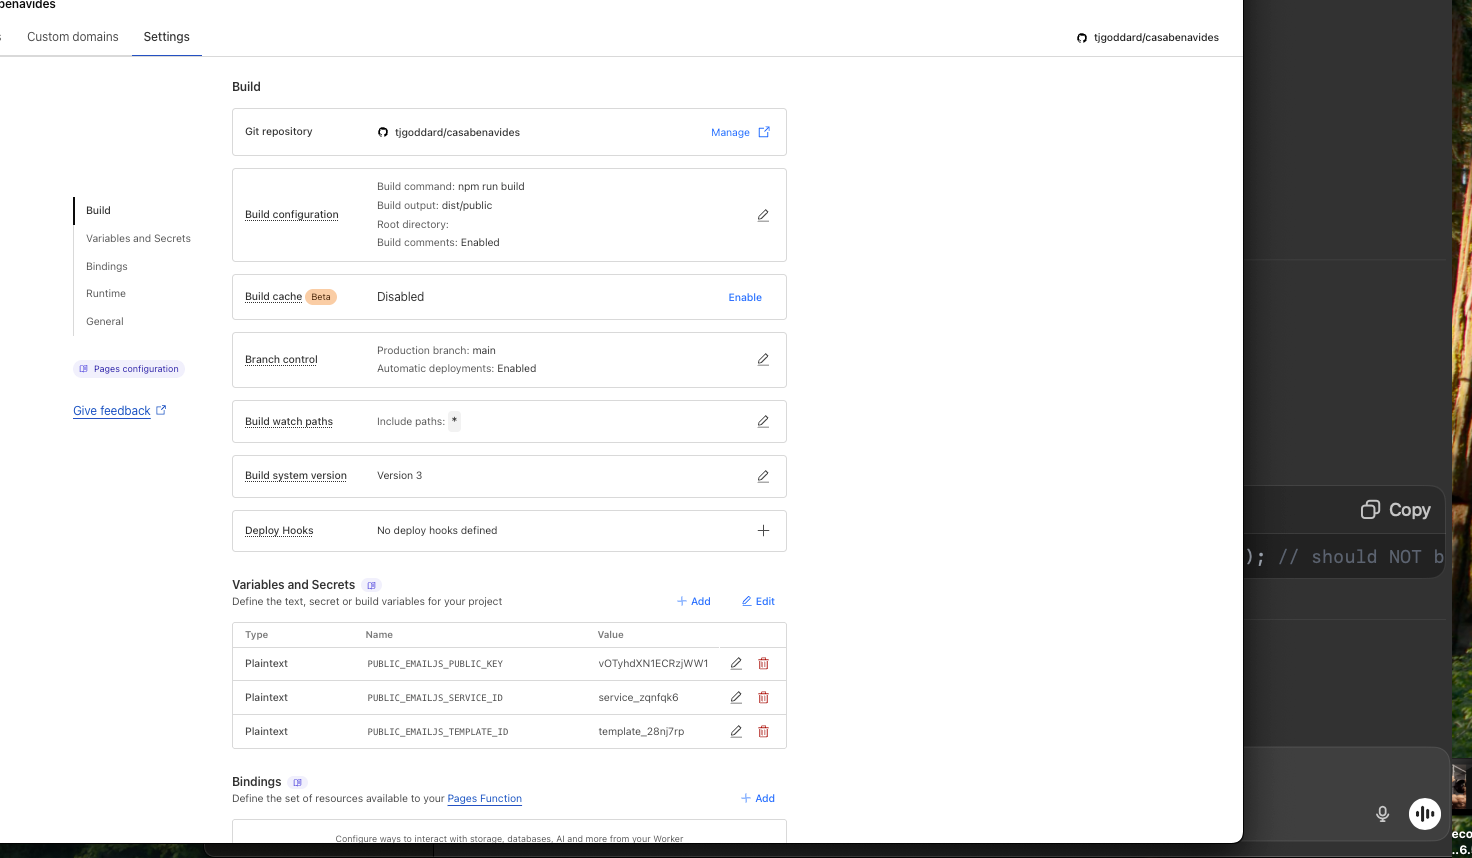 benavides
Custom domains
Settings
tjgoddard/casabenavides
Build
Git repository
tjgoddard/casabenavides
Manage
Build configuration
Build command: npm run build
Build output: dist/public
Root directory:
Build comments: Enabled
Build
Variables and Secrets
Bindings
Runtime
General
Pages configuration
Give feedback
Build cache
Beta
Disabled
Enable
Branch control
Production branch: main
Automatic deployments: Enabled
Build watch paths
Include paths: *
Build system version
Version 3
Deploy Hooks
No deploy hooks defined
Copy
); // should NOT b
Variables and Secrets
Define the text, secret or build variables for your project
Add
Edit
Type Name Value
Plaintext PUBLIC_EMAILJS_PUBLIC_KEY vOTyhdXN1ECRzjWW1
Plaintext PUBLIC_EMAILJS_SERVICE_ID service_zqnfqk6
Plaintext PUBLIC_EMAILJS_TEMPLATE_ID template_28nj7rp
Bindings
Define the set of resources available to your Pages Function
Add
Configure ways to interact with storage, databases, AI and more from your Worker
eco
..6.